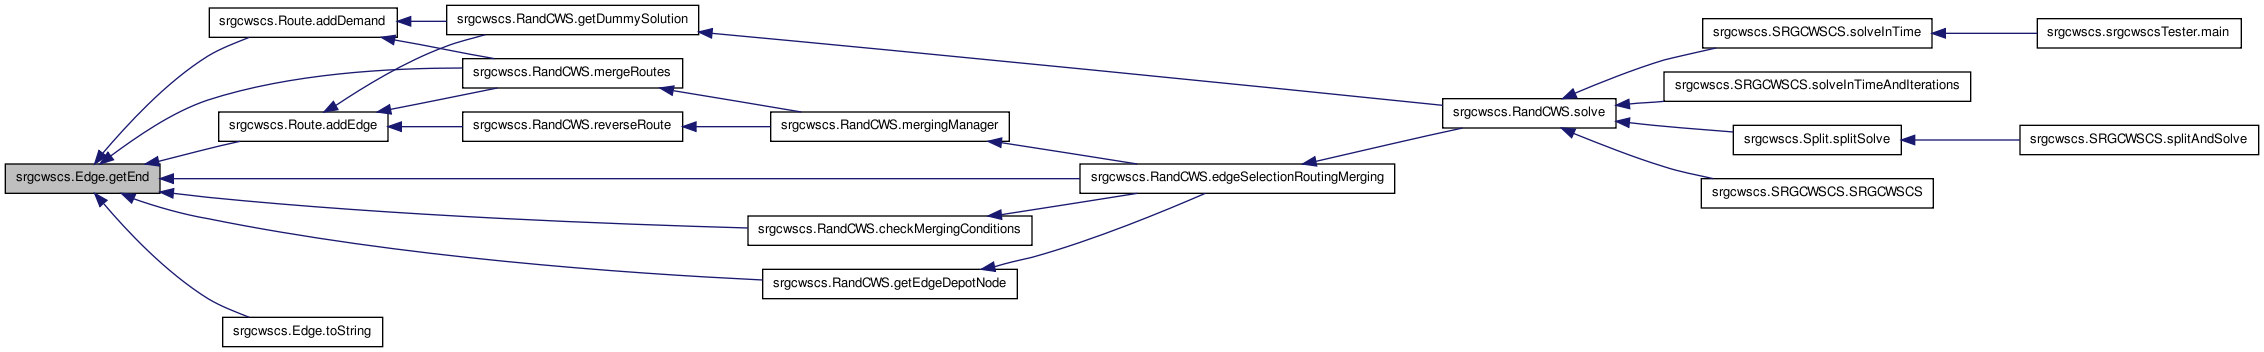 srgcwscs.Route.addDemand
srgcwscs.RandCWS.getDummySolution
srgcwscs.SRGCWSCS.solveInTime
srgcwscs.srgcwscsTester.main
srgcwscs.RandCWS.mergeRoutes
srgcwscs.SRGCWSCS.solveInTimeAndIterations
srgcwscs.RandCWS.solve
srgcwscs.Route.addEdge
srgcwscs.RandCWS.reverseRoute
srgcwscs.RandCWS.mergingManager
srgcwscs.Split.splitSolve
srgcwscs.SRGCWSCS.splitAndSolve
srgcwscs.Edge.getEnd
srgcwscs.RandCWS.edgeSelectionRoutingMerging
srgcwscs.SRGCWSCS.SRGCWSCS
srgcwscs.RandCWS.checkMergingConditions
srgcwscs.RandCWS.getEdgeDepotNode
srgcwscs.Edge.toString